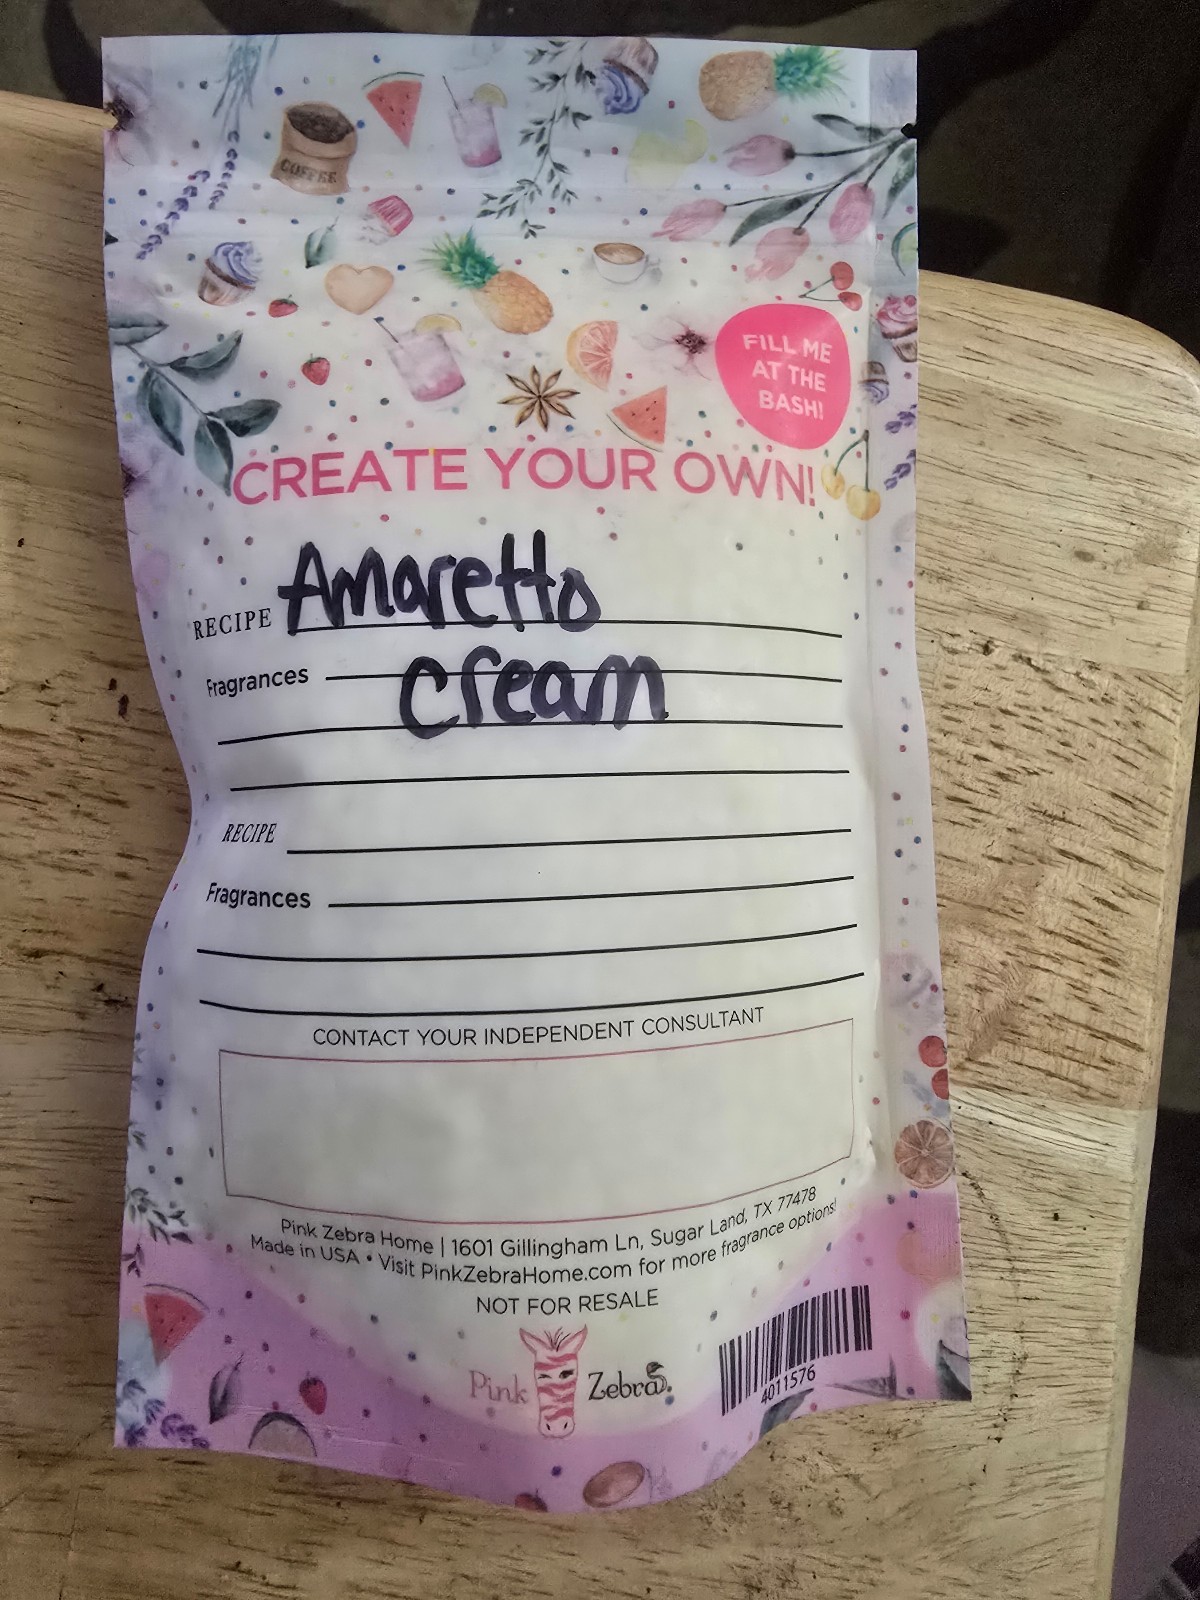 COFFEE
FILL ME
AT THE
BASH!
CREATE YOUR OWN!
RECIPE Amaretto
Fragrances cream
RECIPE
Fragrances
CONTACT YOUR INDEPENDENT CONSULTANT
Pink Zebra Home | 1601 Gillingham Ln, Sugar Land, TX 77478
Made in USA • Visit PinkZebraHome.com for more fragrance options!
NOT FOR RESALE
Pink Zebra
4011576